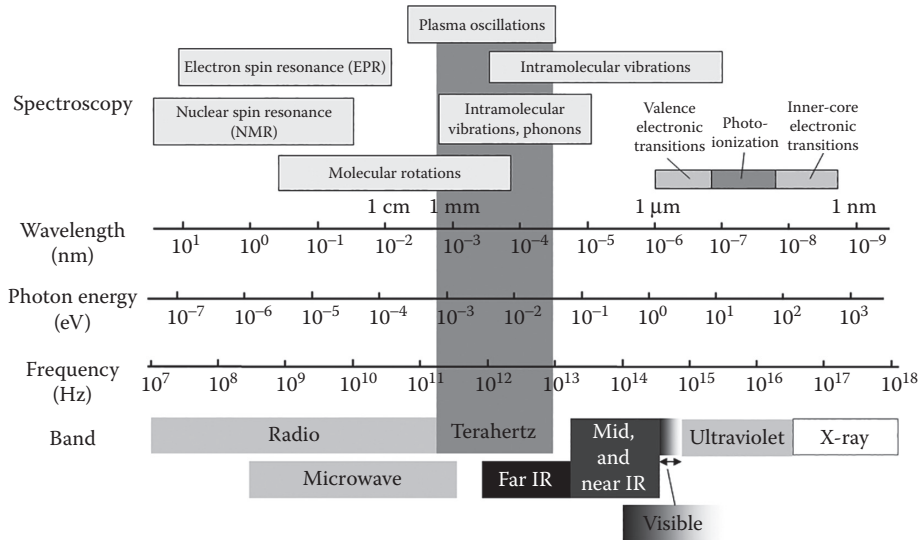 Plasma oscillations
Electron spin resonance (EPR)
Intramolecular vibrations
Spectroscopy
Nuclear spin resonance
(NMR)
Intramolecular
vibrations, phonons
Valence
electronic
transitions
Photo-
ionization
Inner-core
electronic
transitions
Molecular rotations
1 cm 1 mm 1 μm 1 nm
Wavelength
(nm)
10¹ 10⁰ 10⁻¹ 10⁻² 10⁻³ 10⁻⁴ 10⁻⁵ 10⁻⁶ 10⁻⁷ 10⁻⁸ 10⁻⁹
Photon energy
(eV)
10⁻⁷ 10⁻⁶ 10⁻⁵ 10⁻⁴ 10⁻³ 10⁻² 10⁻¹ 10⁰ 10¹ 10² 10³
Frequency
(Hz)
10⁷ 10⁸ 10⁹ 10¹⁰ 10¹¹ 10¹² 10¹³ 10¹⁴ 10¹⁵ 10¹⁶ 10¹⁷ 10¹⁸
Band
Radio
Terahertz
Mid,
and
near IR
Ultraviolet
X-ray
Microwave
Far IR
Visible